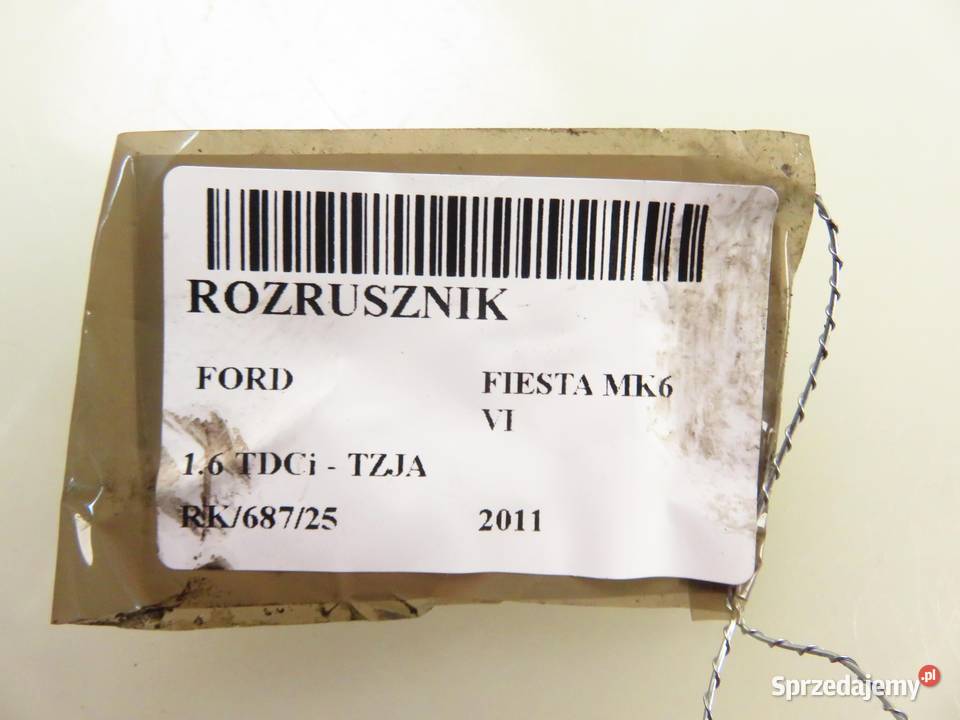 ROZRUSZNIK
FORD FIESTA MK6
VI
1.6 TDCi - TZJA
RK/687/25 2011
Sprzedajemy.pl